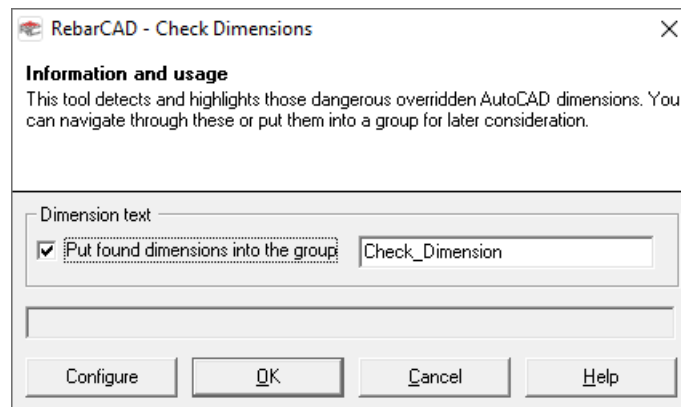 RebarCAD - Check Dimensions
Information and usage
This tool detects and highlights those dangerous overridden AutoCAD dimensions. You
can navigate through these or put them into a group for later consideration.
Dimension text
Put found dimensions into the group Check_Dimension
Configure OK Cancel Help